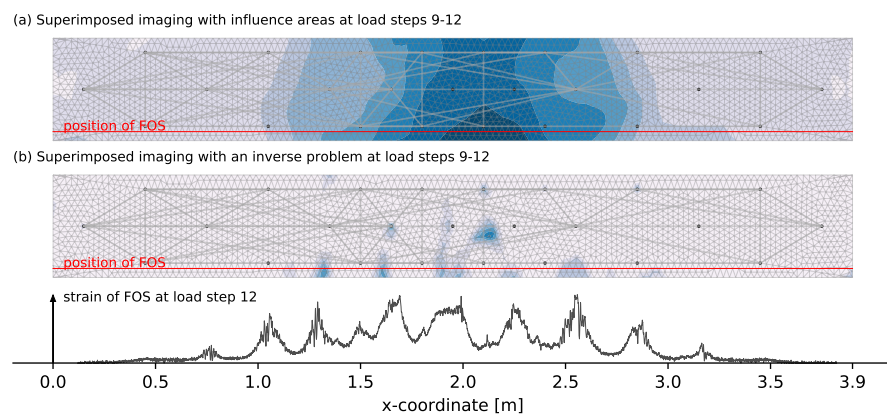 (a) Superimposed imaging with influence areas at load steps 9-12
position of FOS
(b) Superimposed imaging with an inverse problem at load steps 9-12
position of FOS
strain of FOS at load step 12
0.0 0.5 1.0 1.5 2.0 2.5 3.0 3.5 3.9
x-coordinate [m]